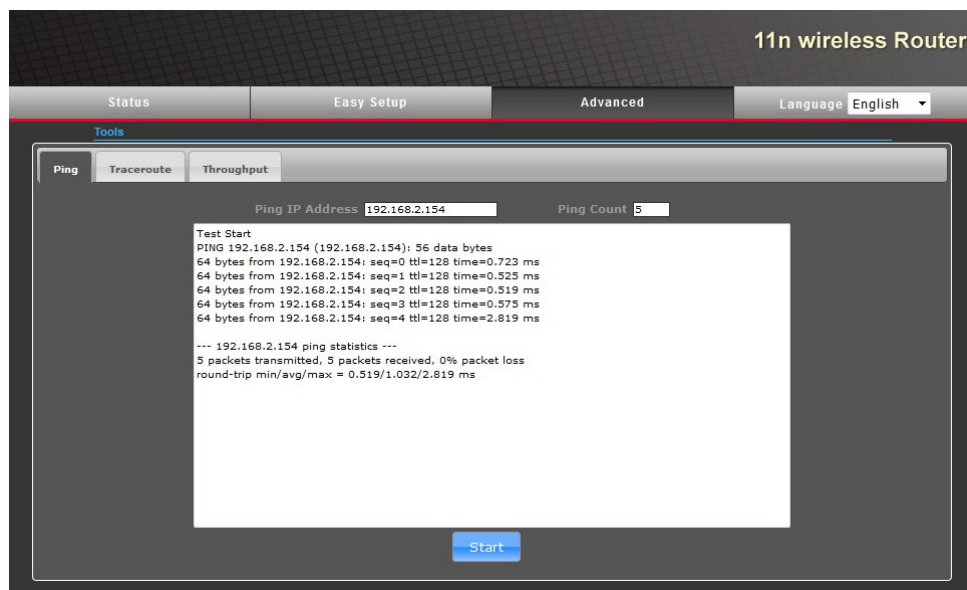 11n wireless Router
Status Easy Setup Advanced Language English
Tools
Ping Traceroute Throughput
Ping IP Address 192.168.2.154 Ping Count 5
Test Start
PING 192.168.2.154 (192.168.2.154): 56 data bytes
64 bytes from 192.168.2.154: seq=0 ttl=128 time=0.723 ms
64 bytes from 192.168.2.154: seq=1 ttl=128 time=0.525 ms
64 bytes from 192.168.2.154: seq=2 ttl=128 time=0.519 ms
64 bytes from 192.168.2.154: seq=3 ttl=128 time=0.575 ms
64 bytes from 192.168.2.154: seq=4 ttl=128 time=2.819 ms
--- 192.168.2.154 ping statistics ---
5 packets transmitted, 5 packets received, 0% packet loss
round-trip min/avg/max = 0.519/1.032/2.819 ms
Start